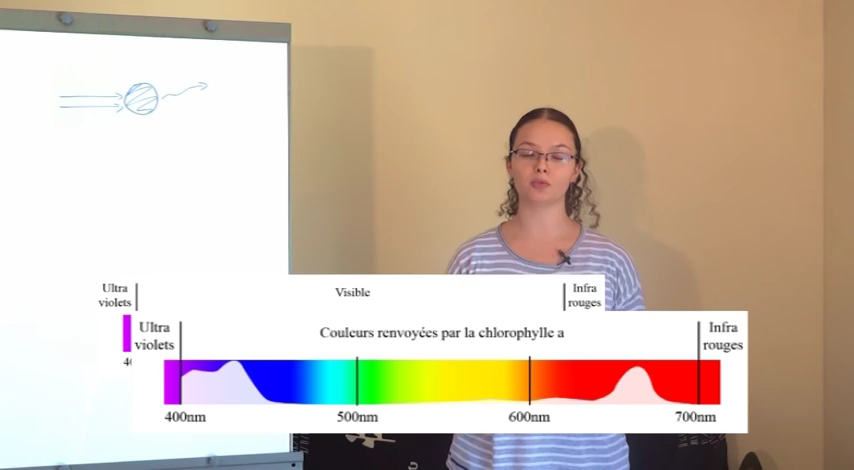 Ultra
violets
Visible
Infra
rouges
Ultra
violets
Couleurs renvoyées par la chlorophylle a
Infra
rouges
400nm
500nm
600nm
700nm